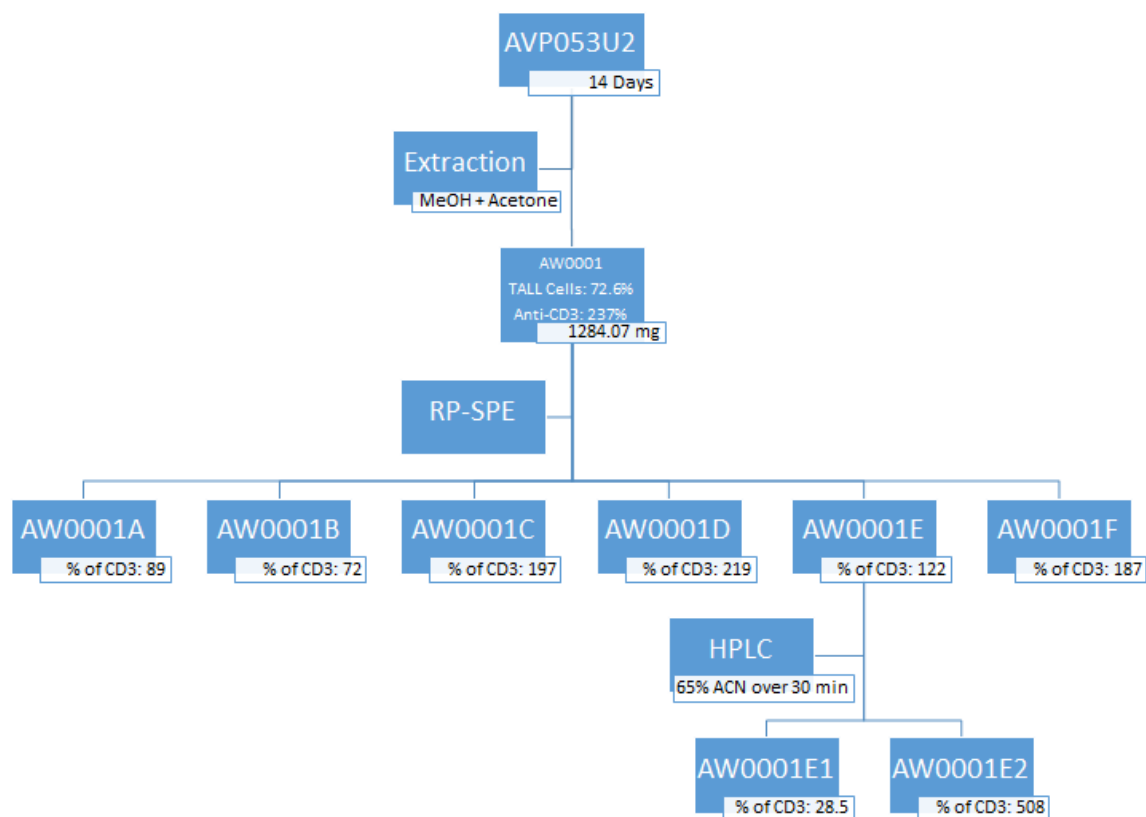 AVP053U2
14 Days
Extraction
MeOH + Acetone
AW0001
TALL Cells: 72.6%
Anti-CD3: 237%
1284.07 mg
RP-SPE
AW0001A
% of CD3: 89
AW0001B
% of CD3: 72
AW0001C
% of CD3: 197
AW0001D
% of CD3: 219
AW0001E
% of CD3: 122
AW0001F
% of CD3: 187
HPLC
65% ACN over 30 min
AW0001E1
% of CD3: 28.5
AW0001E2
% of CD3: 508